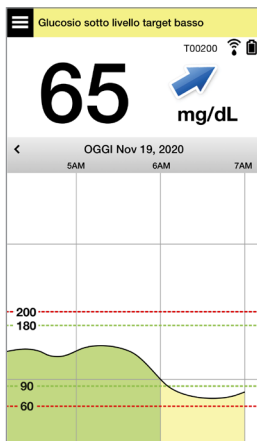 Glucosio sotto livello target basso
T00200
65
mg/dL
OGGI Nov 19, 2020
5AM 6AM 7AM
200
180
90
60